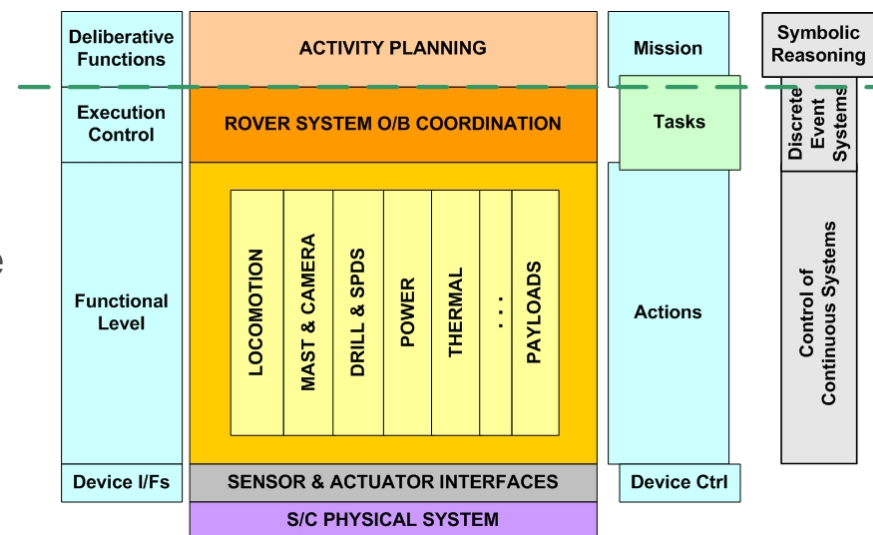 Deliberative
Functions
ACTIVITY PLANNING
Mission
Symbolic
Reasoning
Execution
Control
ROVER SYSTEM O/B COORDINATION
Tasks
Discrete
Event
Systems
e
Functional
Level
LOCOMOTION
MAST & CAMERA
DRILL & SPDS
POWER
THERMAL
. . .
PAYLOADS
Actions
Control of
Continuous Systems
Device I/Fs
SENSOR & ACTUATOR INTERFACES
Device Ctrl
S/C PHYSICAL SYSTEM